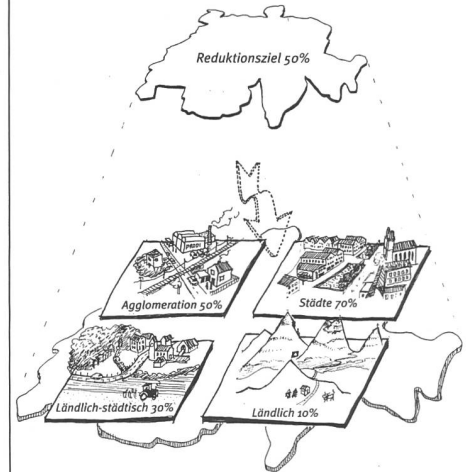 Reduktionsziel 50%
Agglomeration 50%
Städte 70%
Ländlich-städtisch 30%
Ländlich 10%